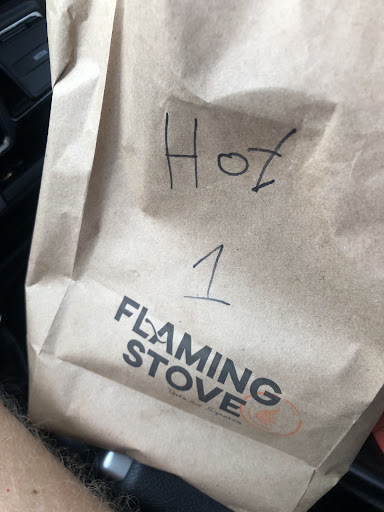 Hot
1
FLAMING
STOVE